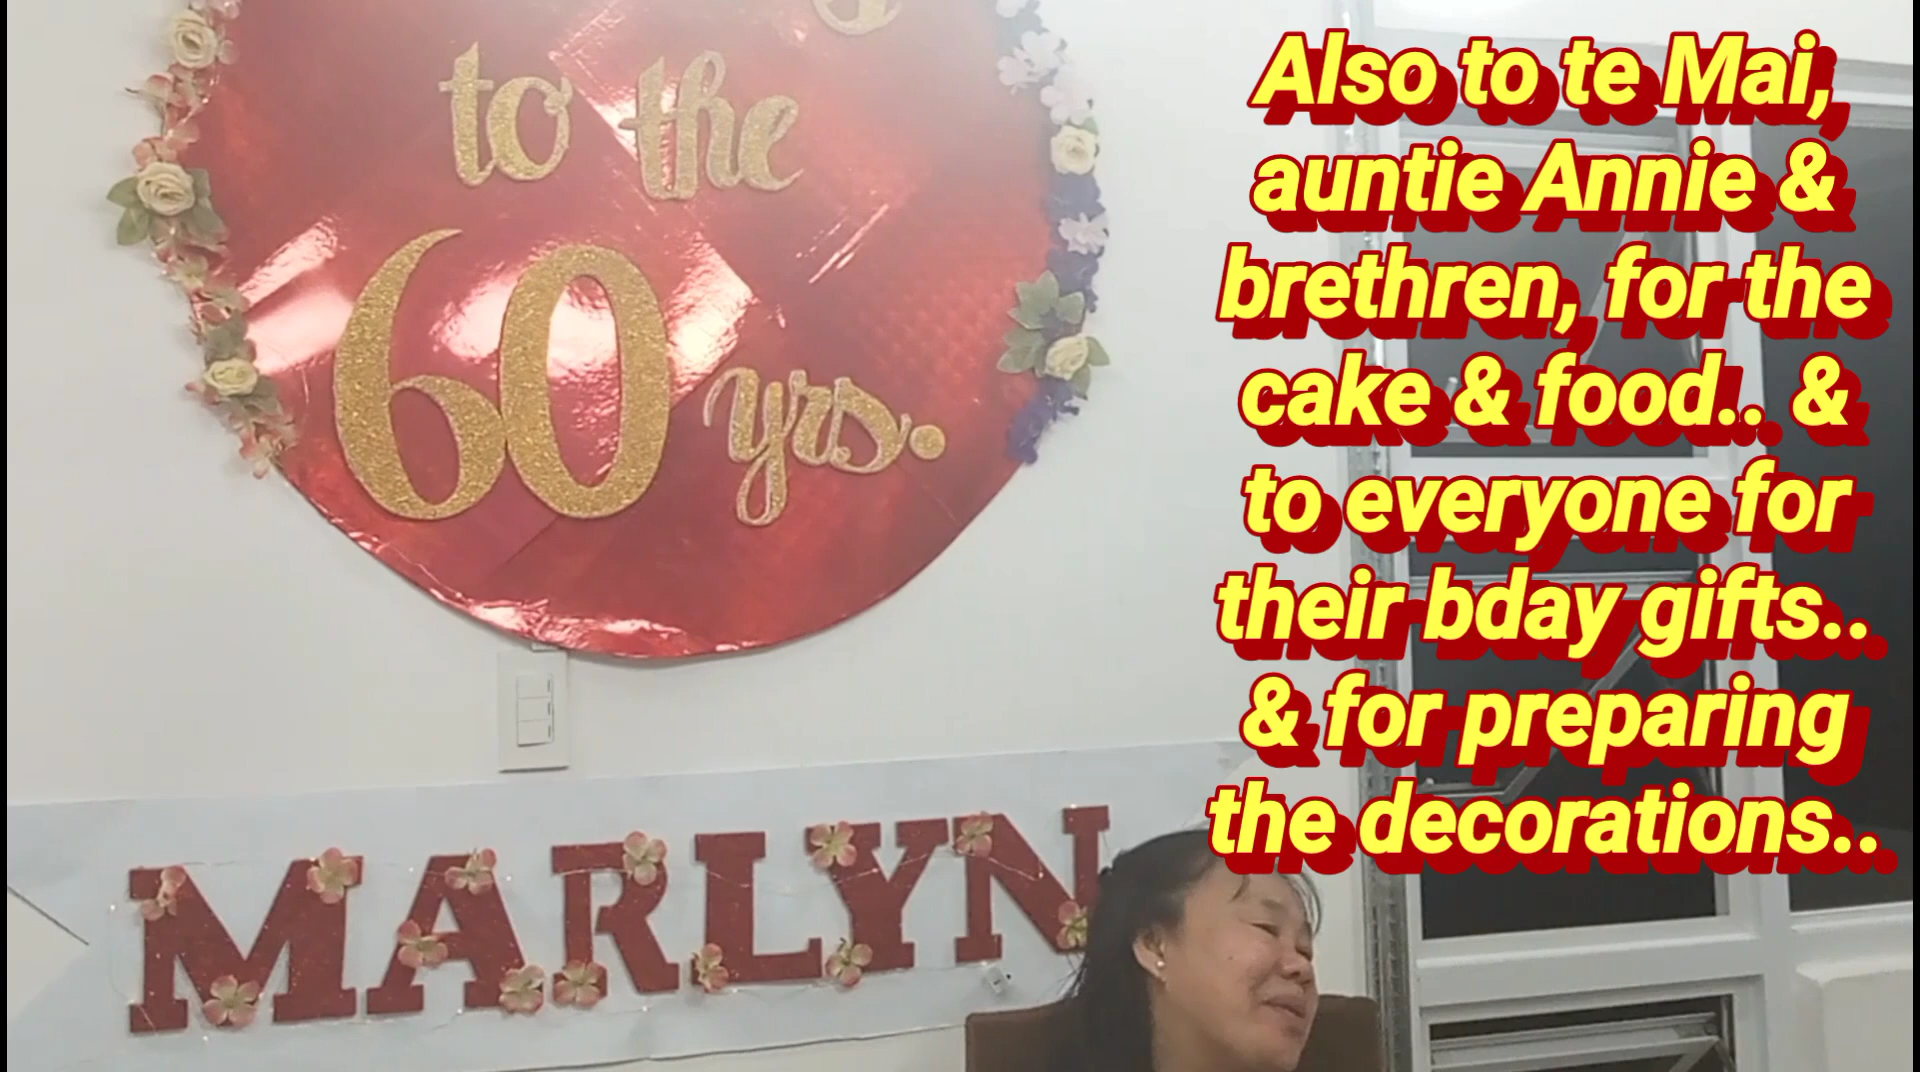 to the
60 yrs.
MARLYN
Also to te Mai,
auntie Annie &
brethren, for the
cake & food.. &
to everyone for
their bday gifts..
& for preparing
the decorations..